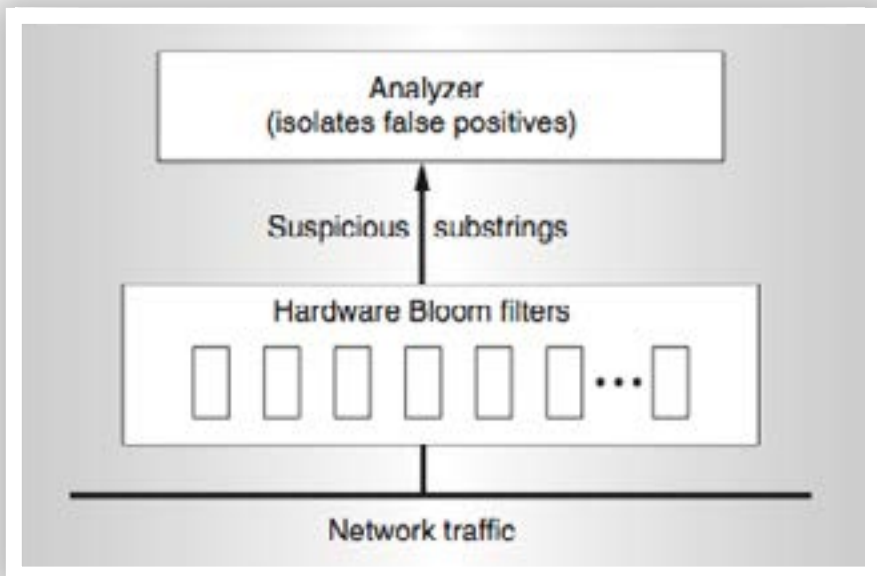 Analyzer
(isolates false positives)
Suspicious substrings
Hardware Bloom filters
Network traffic